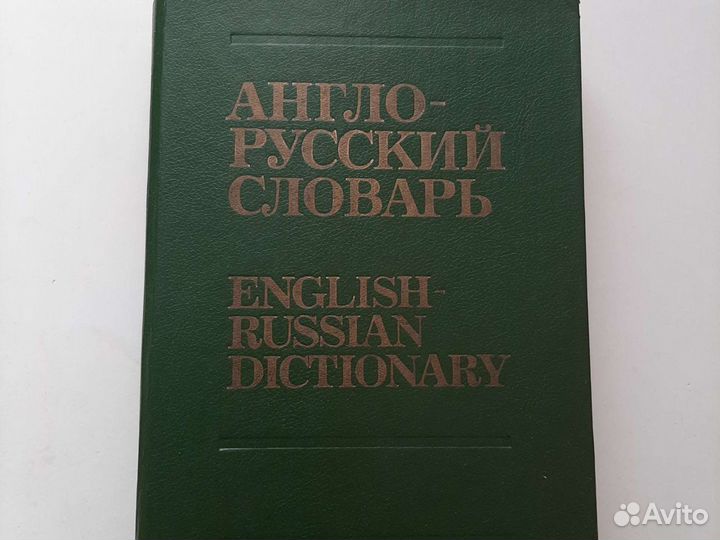 АНГЛО-
РУССКИЙ
СЛОВАРЬ
ENGLISH-
RUSSIAN
DICTIONARY
Avito